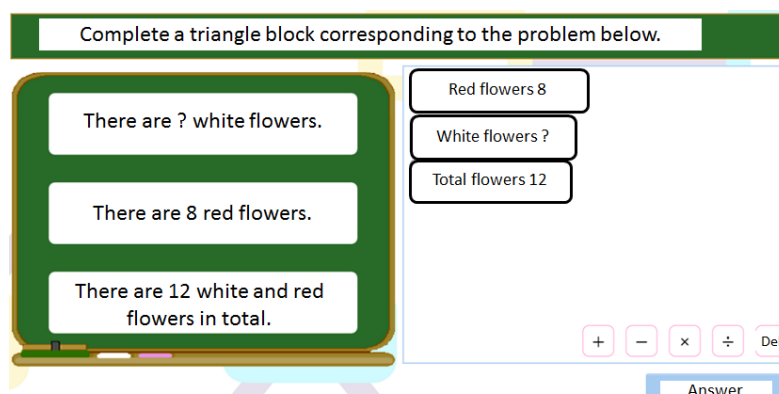 Complete a triangle block corresponding to the problem below.
There are ? white flowers.
There are 8 red flowers.
There are 12 white and red
flowers in total.
Red flowers 8
White flowers ?
Total flowers 12
+ − × ÷
Answer